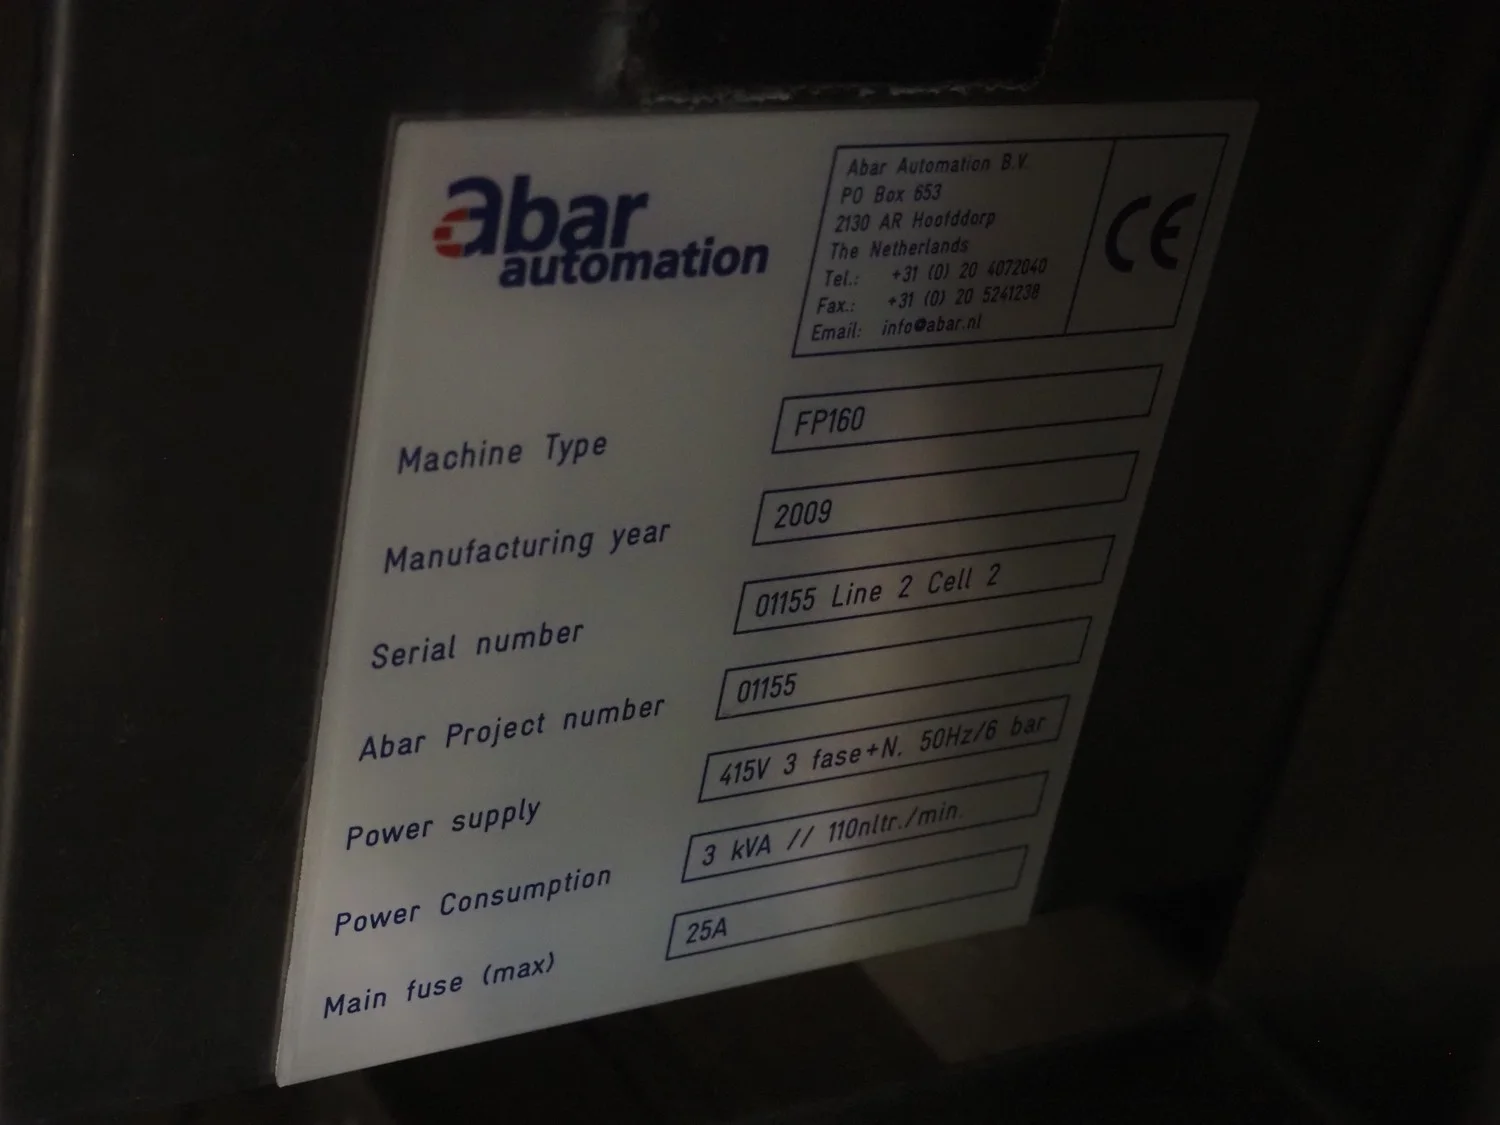 abar
automation
Abar Automation B.V.
PO Box 653
2130 AR Hoofddorp
The Netherlands
Tel.: +31 (0) 20 4072040
Fax.: +31 (0) 20 5241238
Email: info@abar.nl
CE
Machine Type FP160
Manufacturing year 2009
Serial number 01155 Line 2 Cell 2
Abar Project number 01155
Power supply 415V 3 fase+N. 50Hz/6 bar
Power Consumption 3 kVA // 110nltr./min.
Main fuse (max) 25A